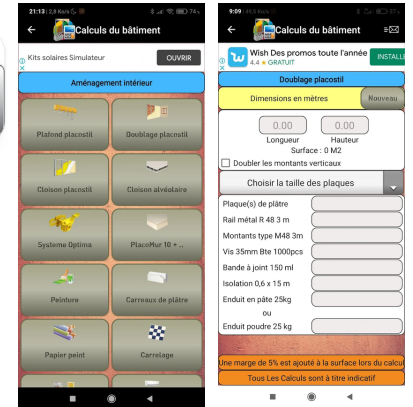 21:13
Calculs du bâtiment
Kits solaires Simulateur
OUVRIR
Aménagement intérieur
Plafond placostil
Doublage placostil
Cloison placostil
Cloison alvéolaire
Systeme Optima
PlacoMur 10 + ...
Peinture
Carreaux de plâtre
Papier peint
Carrelage
9:09
Calculs du bâtiment
Wish Des promos toute l'année
4,4 ★ GRATUIT
INSTALLE
Doublage placostil
Dimensions en mètres
Nouveau
0.00
0.00
Longueur
Hauteur
Surface : 0 M2
Doubler les montants verticaux
Choisir la taille des plaques
Plaque(s) de plâtre
Rail métal R 48 3 m
Montants type M48 3m
Vis 35mm Bte 1000pcs
Bande à joint 150 ml
Isolation 0,6 x 15 m
Enduit en pâte 25kg
ou
Enduit poudre 25 kg
Une marge de 5% est ajouté à la surface lors du calcul
Tous Les Calculs sont à titre indicatif